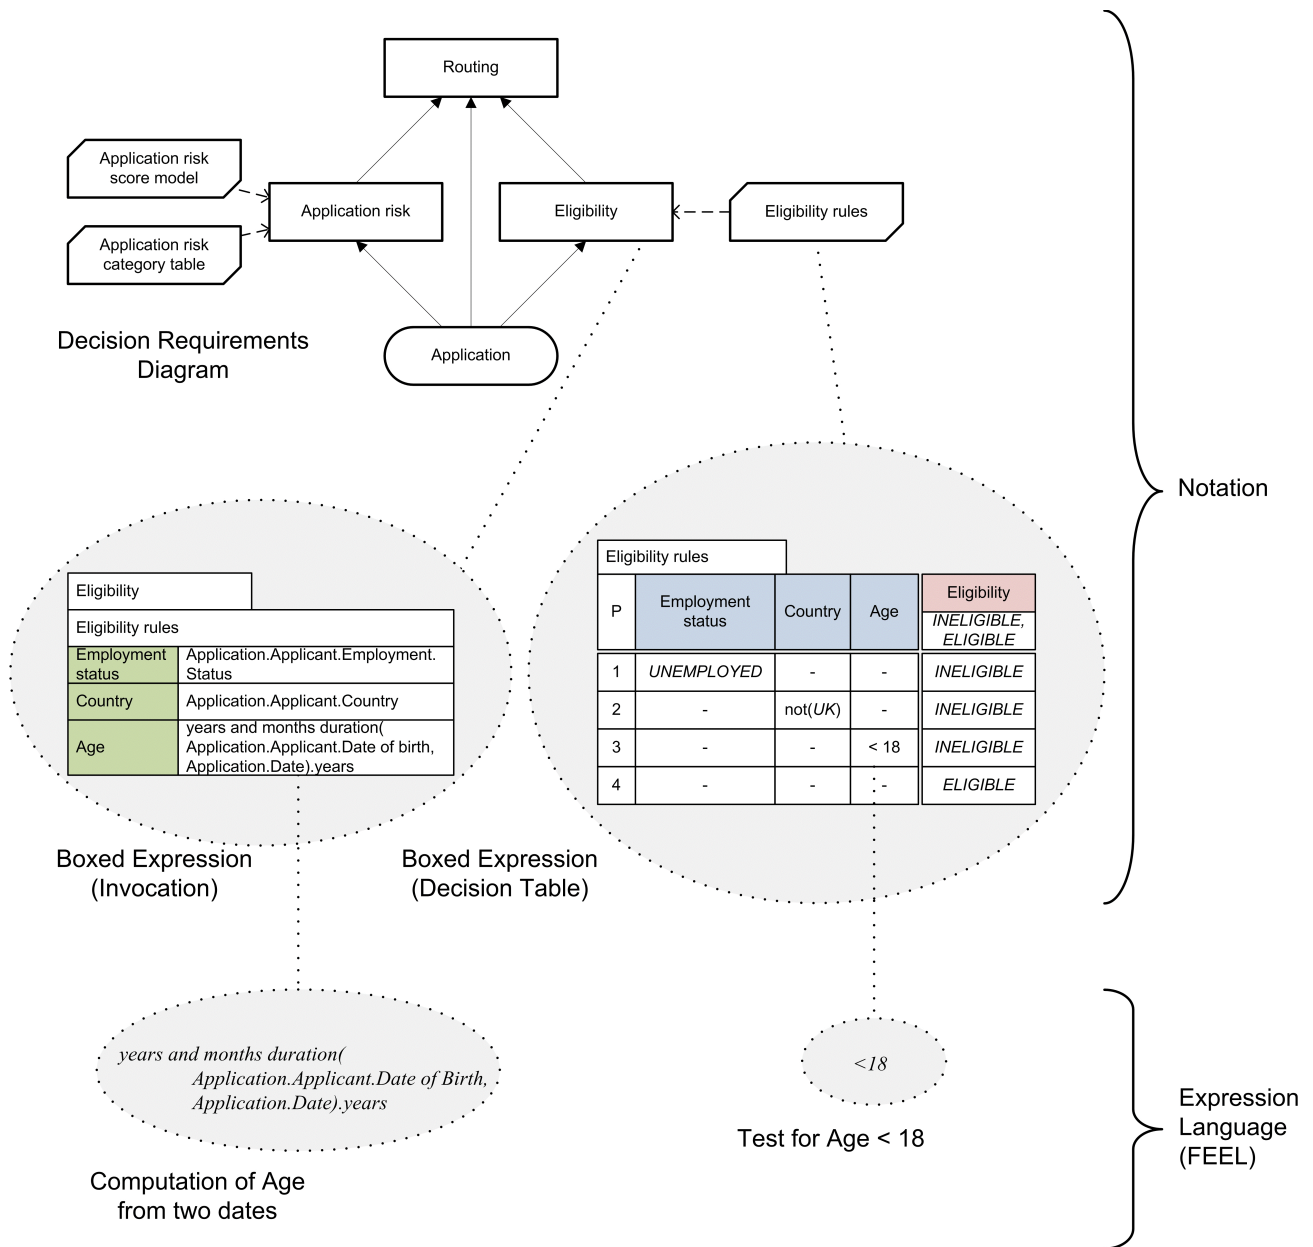 Routing
Application risk
score model
Application risk
Eligibility
Eligibility rules
Application risk
category table
Decision Requirements
Diagram
Application
Notation
Eligibility
Eligibility rules
Employment
status
Application.Applicant.Employment.
Status
Country
Application.Applicant.Country
Age
years and months duration(
Application.Applicant.Date of birth,
Application.Date).years
Boxed Expression
(Invocation)
Eligibility rules
P
Employment
status
Country
Age
Eligibility
INELIGIBLE,
ELIGIBLE
1 UNEMPLOYED - - INELIGIBLE
2 - not(UK) - INELIGIBLE
3 - - < 18 INELIGIBLE
4 - - - ELIGIBLE
Boxed Expression
(Decision Table)
years and months duration(
Application.Applicant.Date of Birth,
Application.Date).years
Computation of Age
from two dates
<18
Test for Age < 18
Expression
Language
(FEEL)